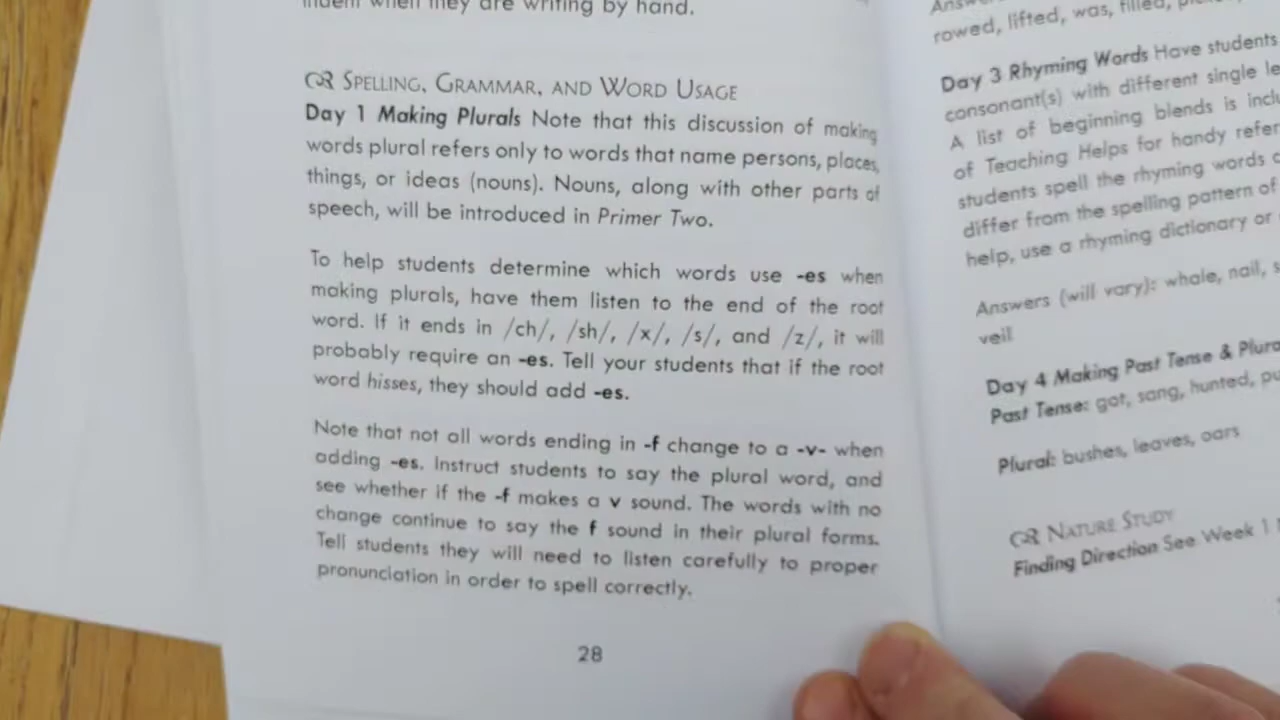 indent when they are writing by hand.
SPELLING, GRAMMAR, AND WORD USAGE
Day 1 Making Plurals Note that this discussion of making
words plural refers only to words that name persons, places,
things, or ideas (nouns). Nouns, along with other parts of
speech, will be introduced in Primer Two.
To help students determine which words use -es when
making plurals, have them listen to the end of the root
word. If it ends in /ch/, /sh/, /x/, /s/, and /z/, it will
probably require an -es. Tell your students that if the root
word hisses, they should add -es.
Note that not all words ending in -f change to a -v- when
adding -es. Instruct students to say the plural word, and
see whether if the -f makes a v sound. The words with no
change continue to say the f sound in their plural forms.
Tell students they will need to listen carefully to proper
pronunciation in order to spell correctly.
28
rowed, lifted, was, filled,
Day 3 Rhyming Words Have students
consonant(s) with different single
A list of beginning blends is
of Teaching Helps for handy
students spell the rhyming words
differ from the spelling pattern of
help, use a rhyming dictionary or
Answers (will vary): whale, nail,
veil
Day 4 Making Past Tense &
Past Tense: got, sang, hunted,
Plural: bushes, leaves, oars
NATURE STUDY
Finding Direction See Week 1